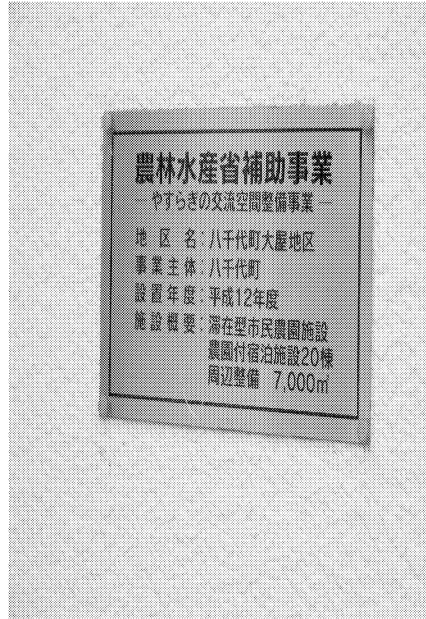 農林水産省補助事業
― やすらぎの交流空間整備事業 ―
地区名：八千代町大屋地区
事業主体：八千代町
設置年度：平成12年度
施設概要：滞在型市民農園施設
農園付宿泊施設20棟
周辺整備 7,000㎡